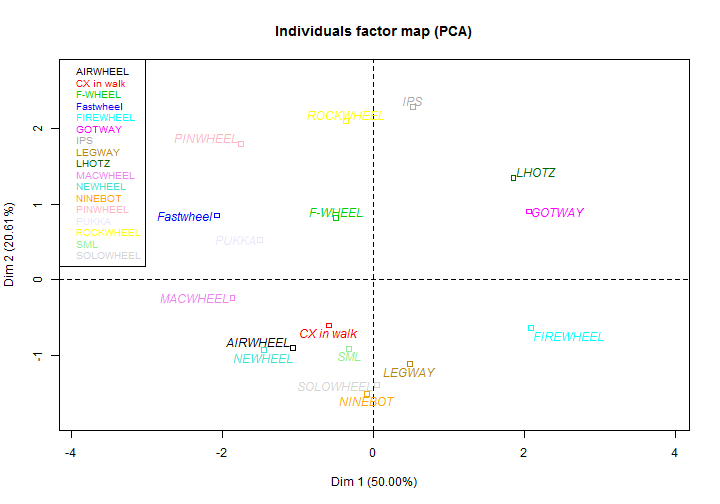 Individuals factor map (PCA)
AIRWHEEL
CX in walk
F-WHEEL
Fastwheel
FIREWHEEL
GOTWAY
IPS
LEGWAY
LHOTZ
MACWHEEL
NEWHEEL
NINEBOT
PINWHEEL
PUKKA
ROCKWHEEL
SML
SOLOWHEEL
IPS
ROCKWHEEL
PINWHEEL
LHOTZ
F-WHEEL
GOTWAY
Fastwheel
PUKKA
MACWHEEL
CX in walk
FIREWHEEL
AIRWHEEL
NEWHEEL
SML
LEGWAY
SOLOWHEEL
NINEBOT
Dim 2 (20.61%)
2
1
0
-1
-4
-2
0
2
4
Dim 1 (50.00%)